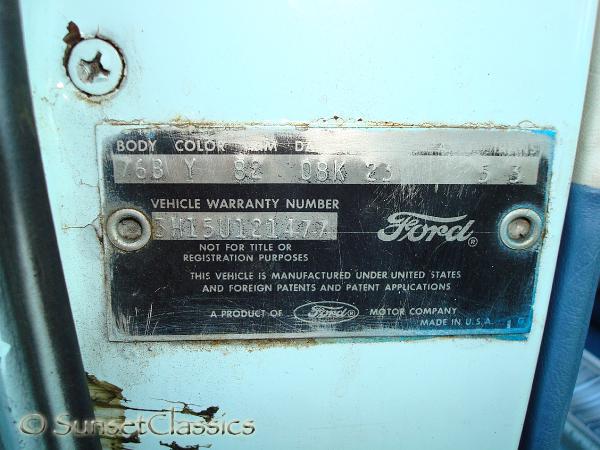 BODY COLOR TRIM
76B Y 82 08K 23 5 3
VEHICLE WARRANTY NUMBER
5H15U121477
Ford®
NOT FOR TITLE OR
REGISTRATION PURPOSES
THIS VEHICLE IS MANUFACTURED UNDER UNITED STATES
AND FOREIGN PATENTS AND PATENT APPLICATIONS
A PRODUCT OF Ford® MOTOR COMPANY
MADE IN U.S.A.
© SunsetClassics